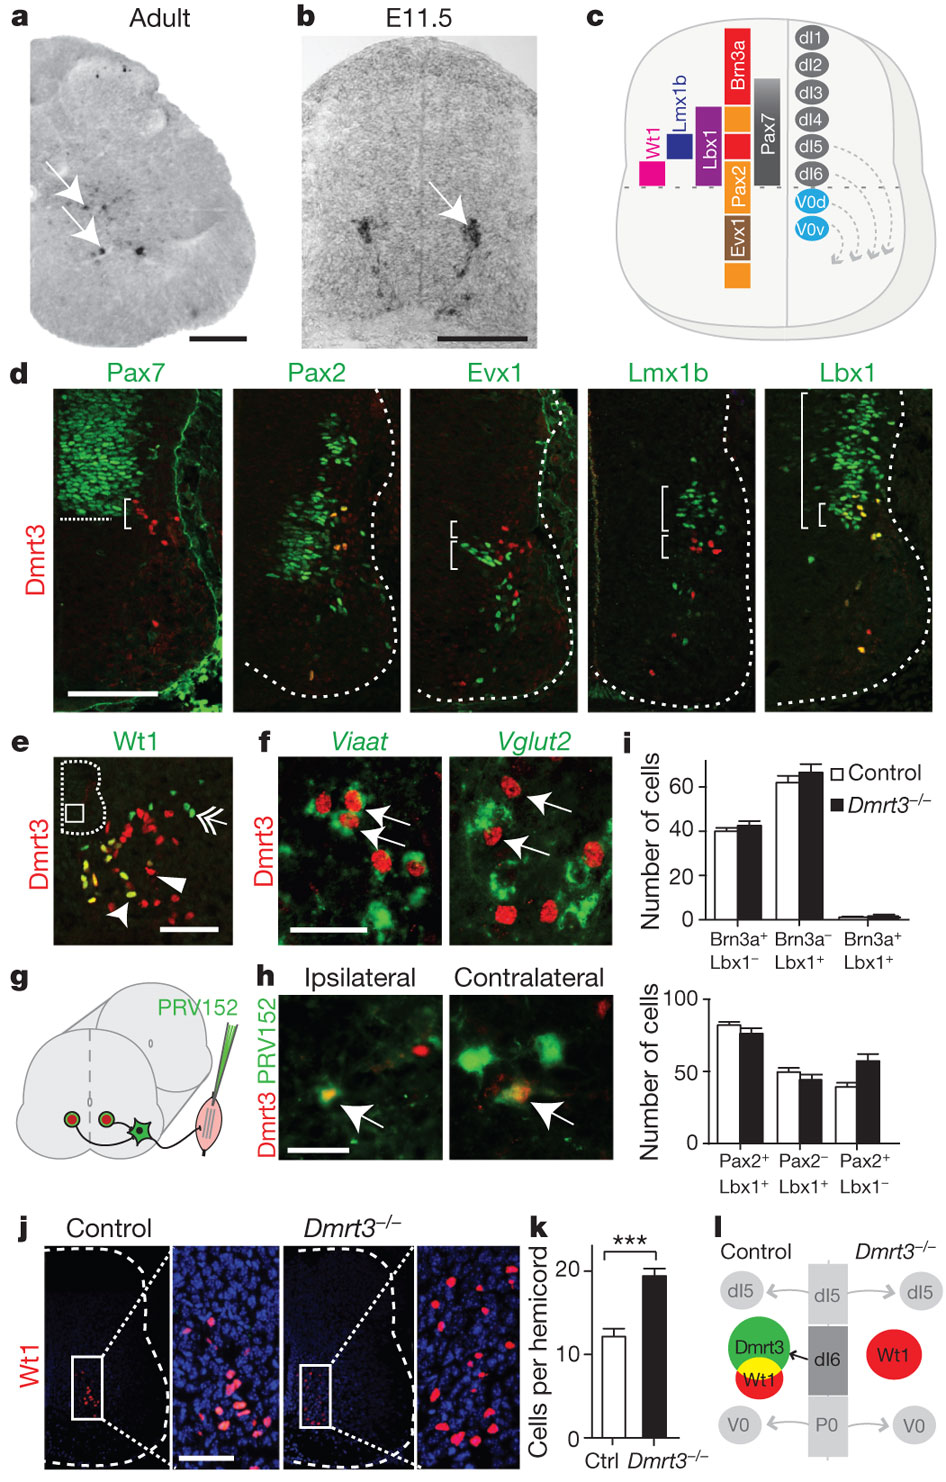 a
Adult
b
E11.5
c
Wt1
Lmx1b
Lbx1
Brn3a
Pax2
Evx1
Pax7
dI1
dI2
dI3
dI4
dI5
dI6
V0d
V0v
d
Pax7
Pax2
Evx1
Lmx1b
Lbx1
Dmrt3
e
Wt1
Dmrt3
f
Viaat
Vglut2
Dmrt3
i
Number of cells
60
40
20
0
Control
Dmrt3–/–
Brn3a+ Brn3a– Brn3a+
Lbx1– Lbx1+ Lbx1+
g
PRV152
h
Ipsilateral
Contralateral
Dmrt3 PRV152
Number of cells
100
50
0
Pax2+ Pax2– Pax2+
Lbx1+ Lbx1+ Lbx1–
j
Control
Dmrt3–/–
Wt1
k
Cells per hemicord
***
20
10
0
Ctrl Dmrt3–/–
l
Control
Dmrt3–/–
dI5
dI5
dI5
Dmrt3
Wt1
dI6
Wt1
V0
P0
V0